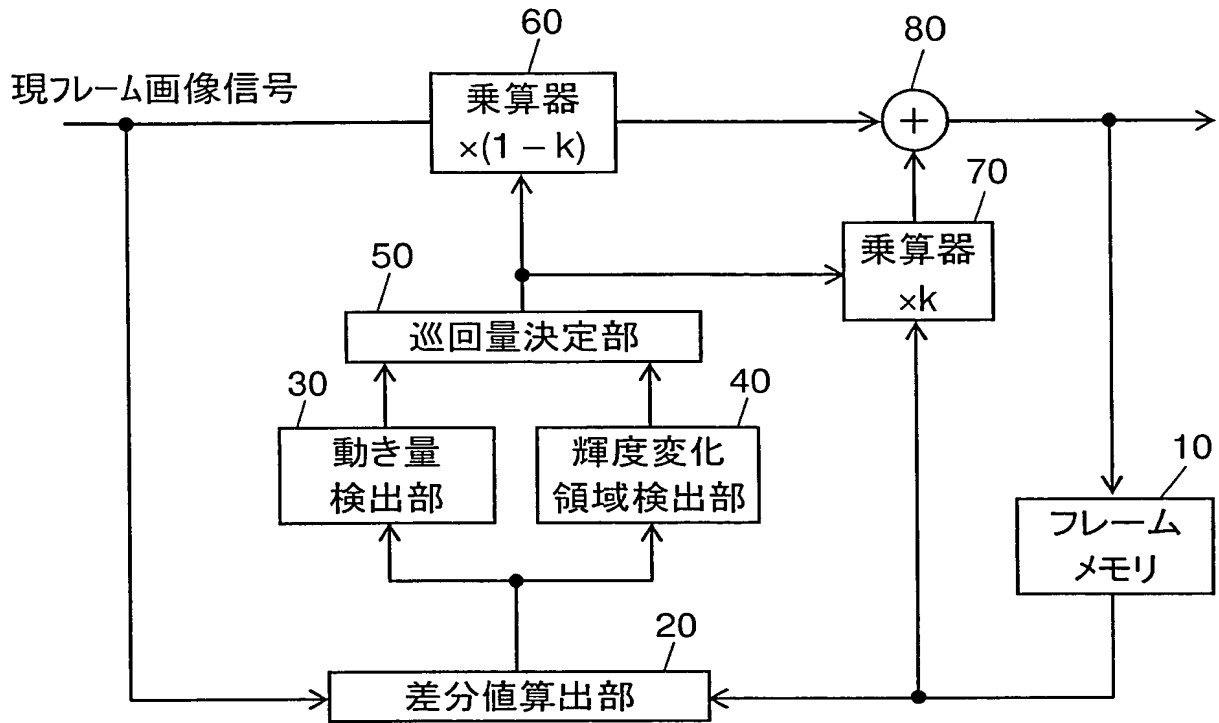 60
80
現フレーム画像信号
乗算器
×(1 − k)
+
70
乗算器
×k
50
巡回量決定部
30
40
動き量
検出部
輝度変化
領域検出部
10
フレーム
メモリ
20
差分値算出部